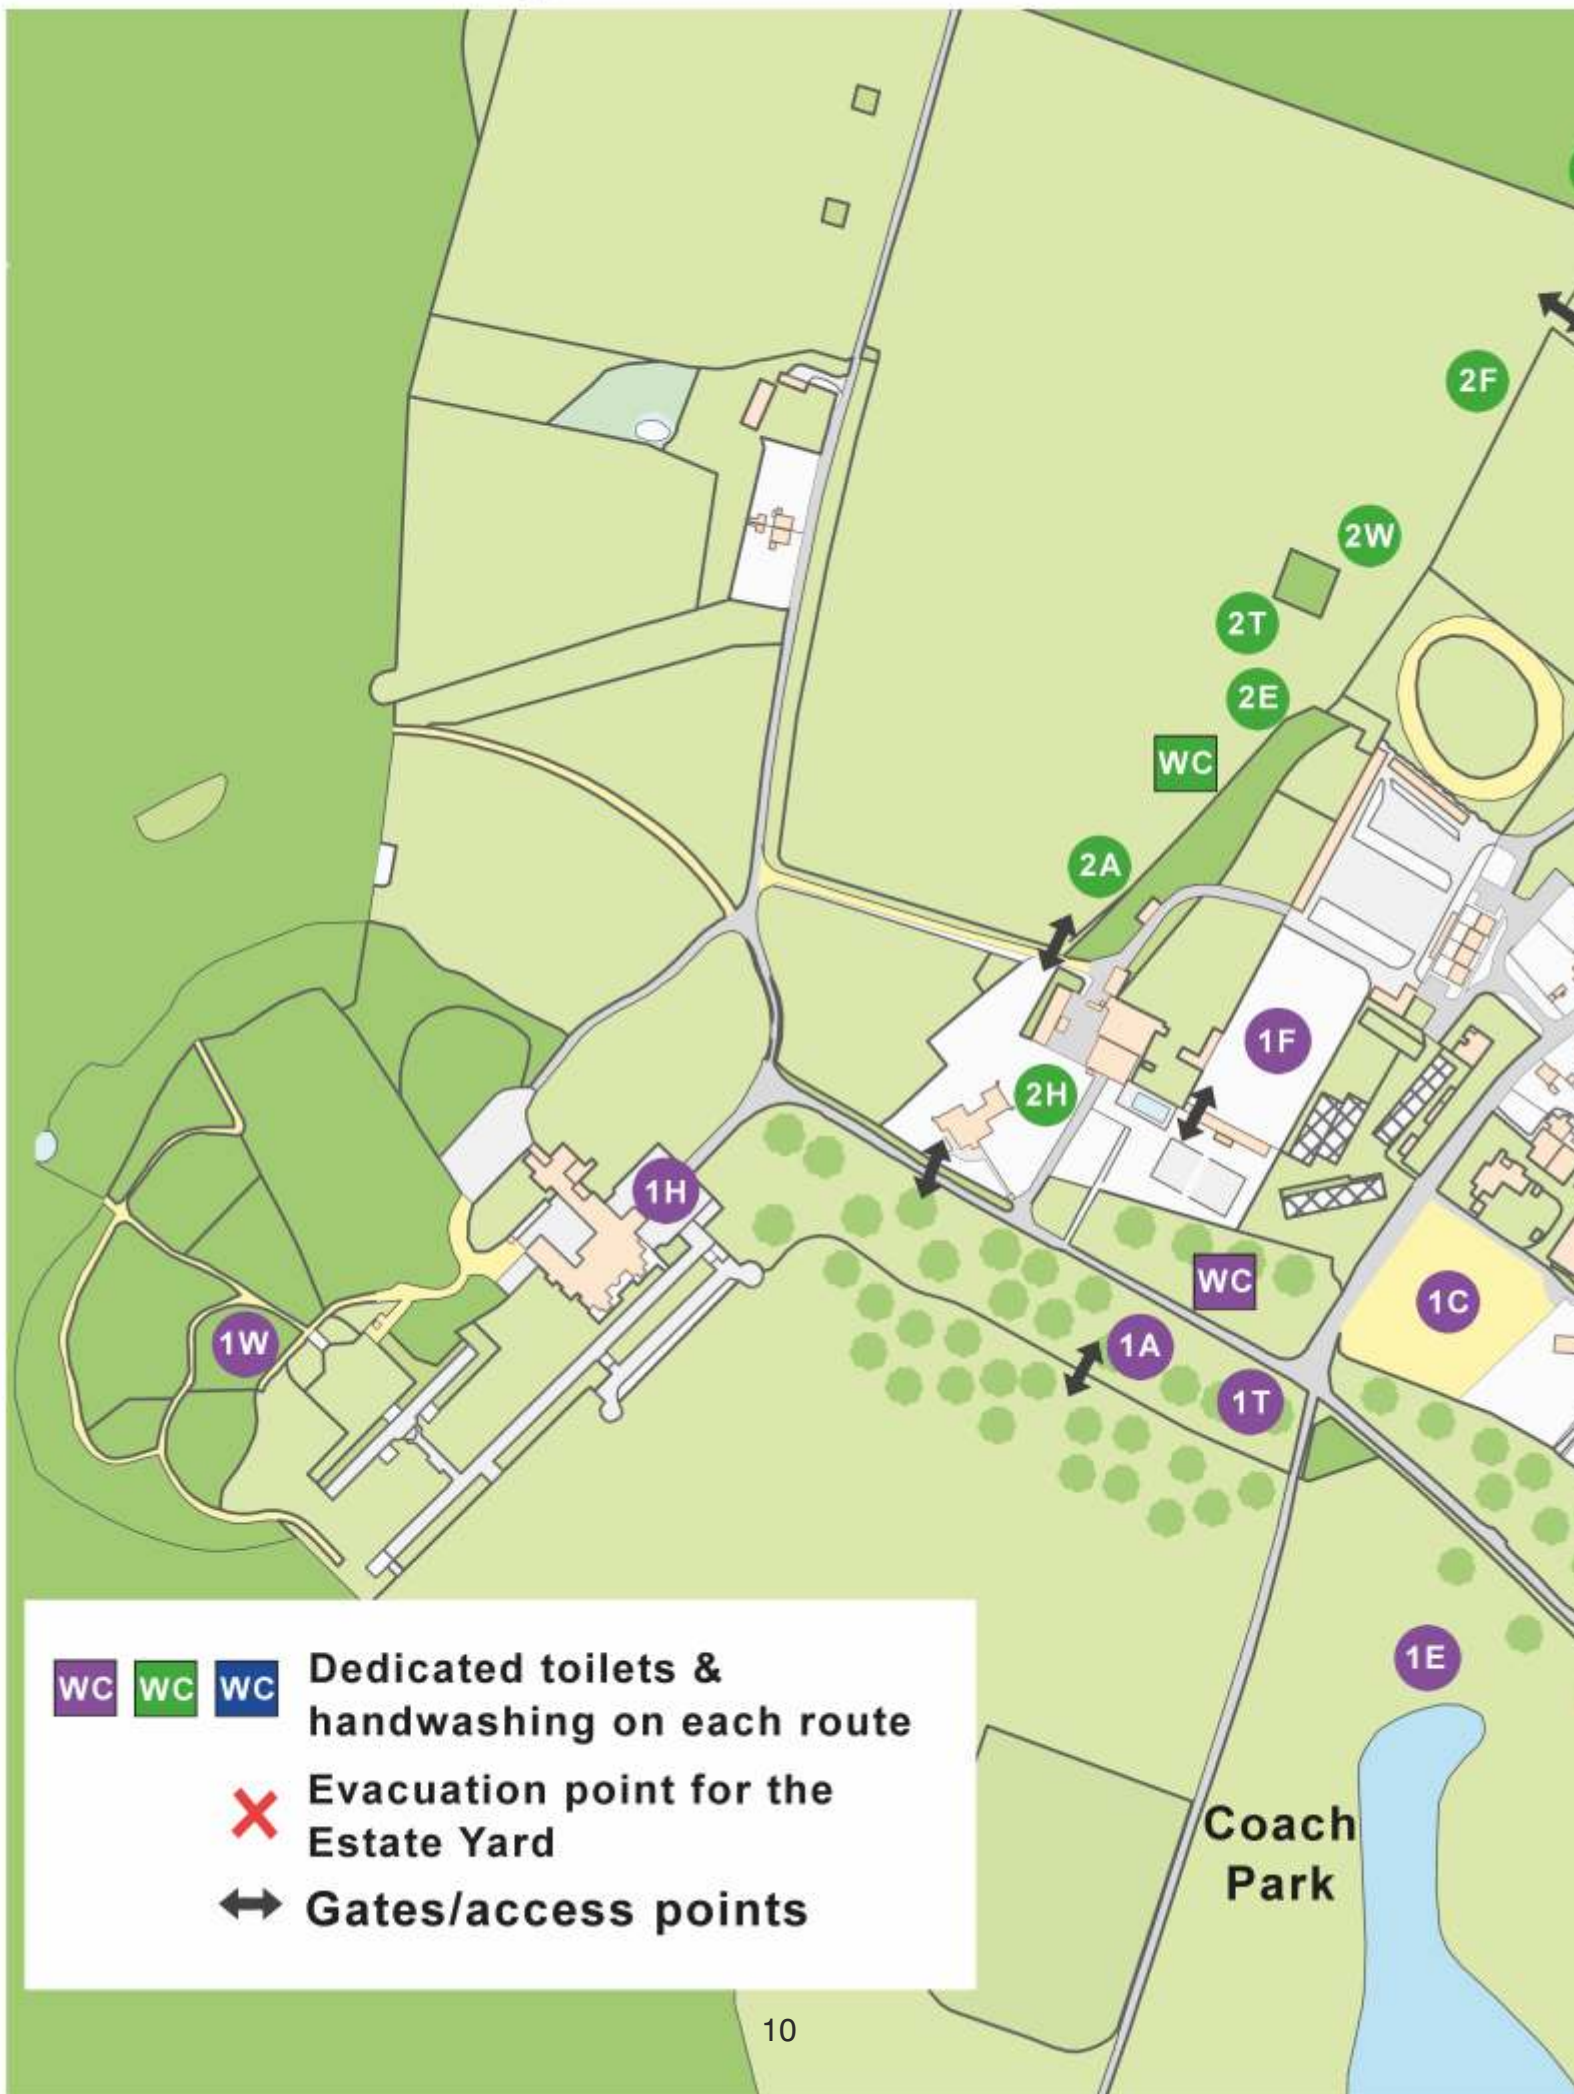 2F
2W
2T
2E
WC
2A
1F
2H
1H
WC
1C
1W
1A
1T
1E
WC WC WC Dedicated toilets &
handwashing on each route
Evacuation point for the
Estate Yard
Gates/access points
Coach
Park
10